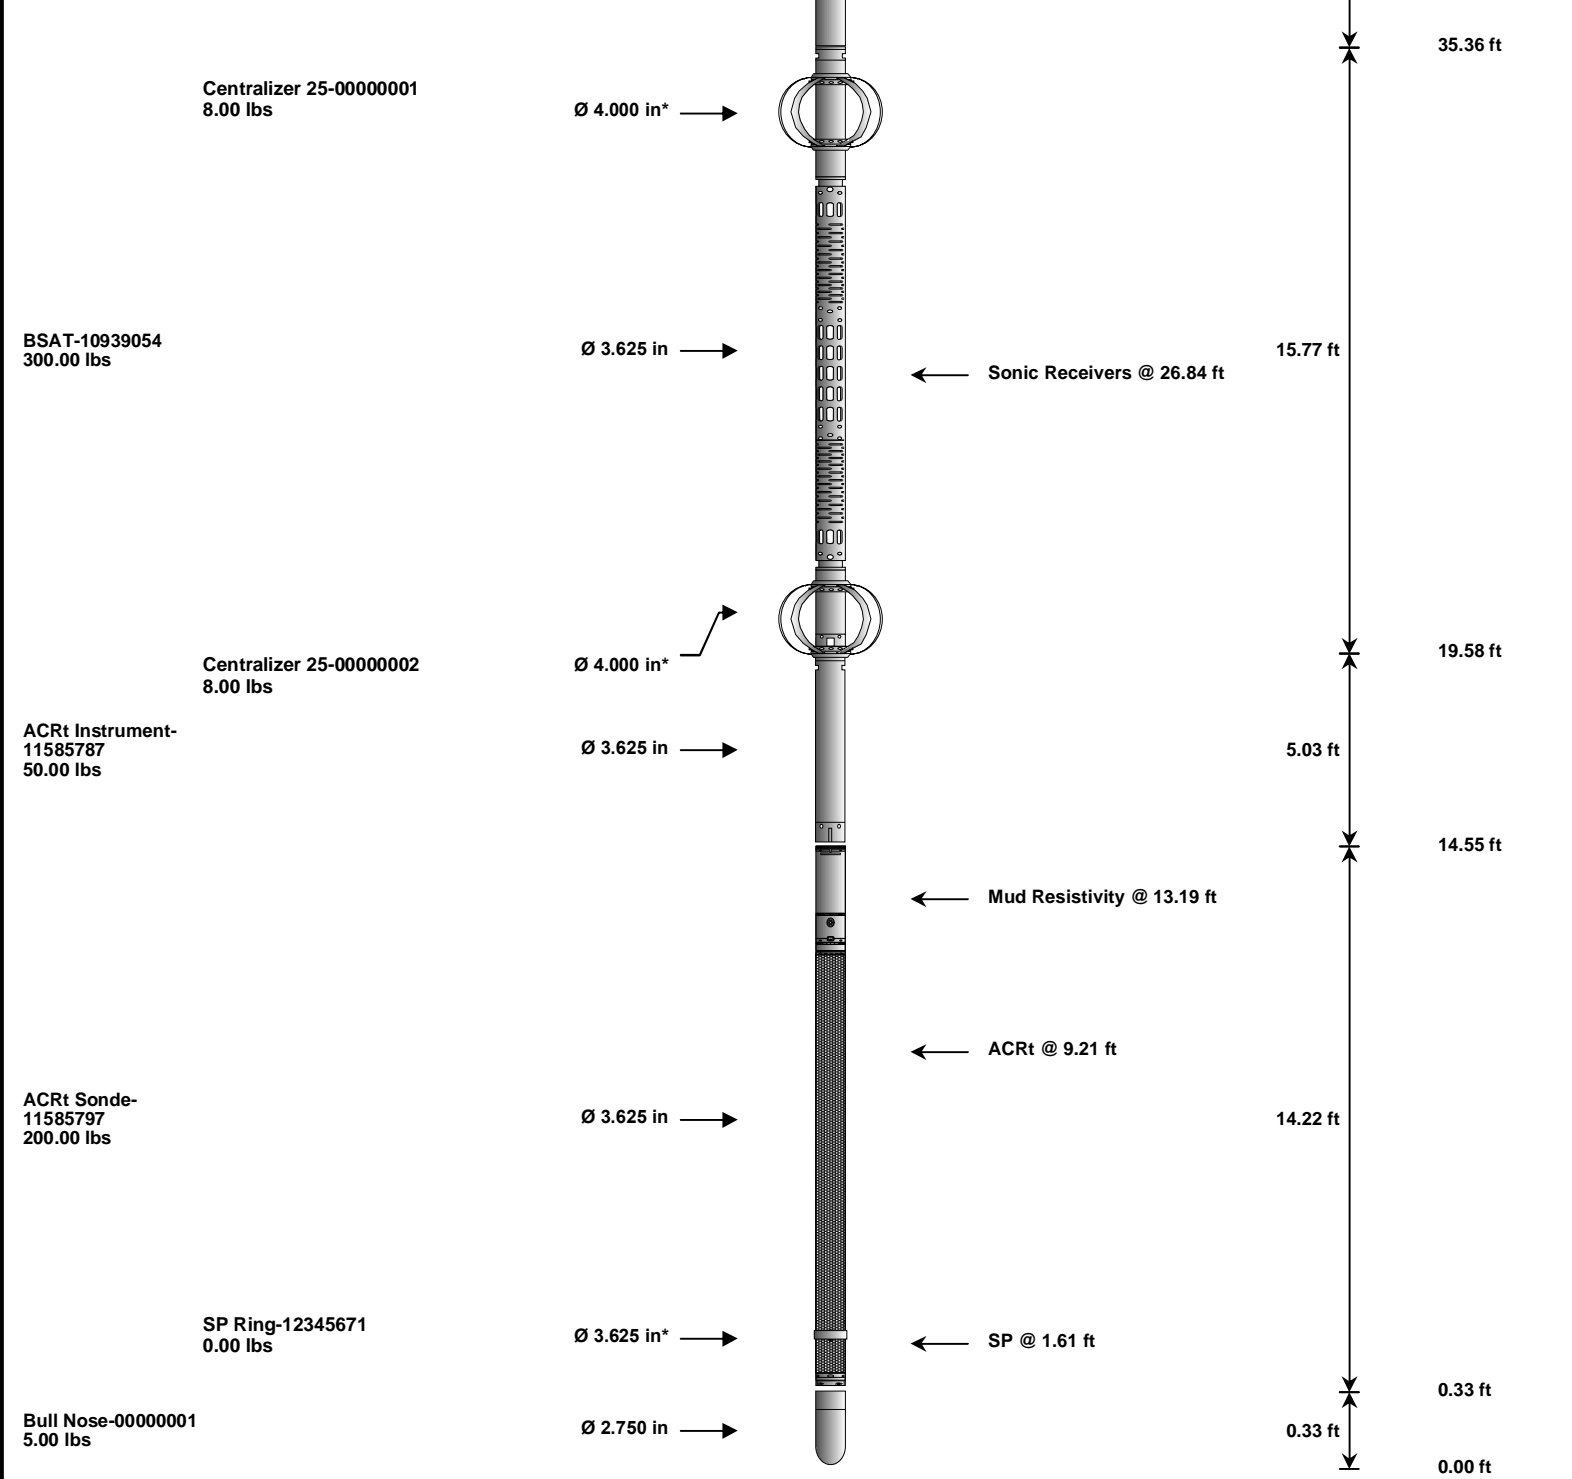 35.36 ft
Centralizer 25-00000001
8.00 lbs
Ø 4.000 in*
BSAT-10939054
300.00 lbs
Ø 3.625 in
15.77 ft
Sonic Receivers @ 26.84 ft
19.58 ft
Centralizer 25-00000002
8.00 lbs
Ø 4.000 in*
ACRt Instrument-
11585787
50.00 lbs
Ø 3.625 in
5.03 ft
14.55 ft
Mud Resistivity @ 13.19 ft
ACRt @ 9.21 ft
ACRt Sonde-
11585797
200.00 lbs
Ø 3.625 in
14.22 ft
SP Ring-12345671
0.00 lbs
Ø 3.625 in*
SP @ 1.61 ft
0.33 ft
Bull Nose-00000001
5.00 lbs
Ø 2.750 in
0.33 ft
0.00 ft